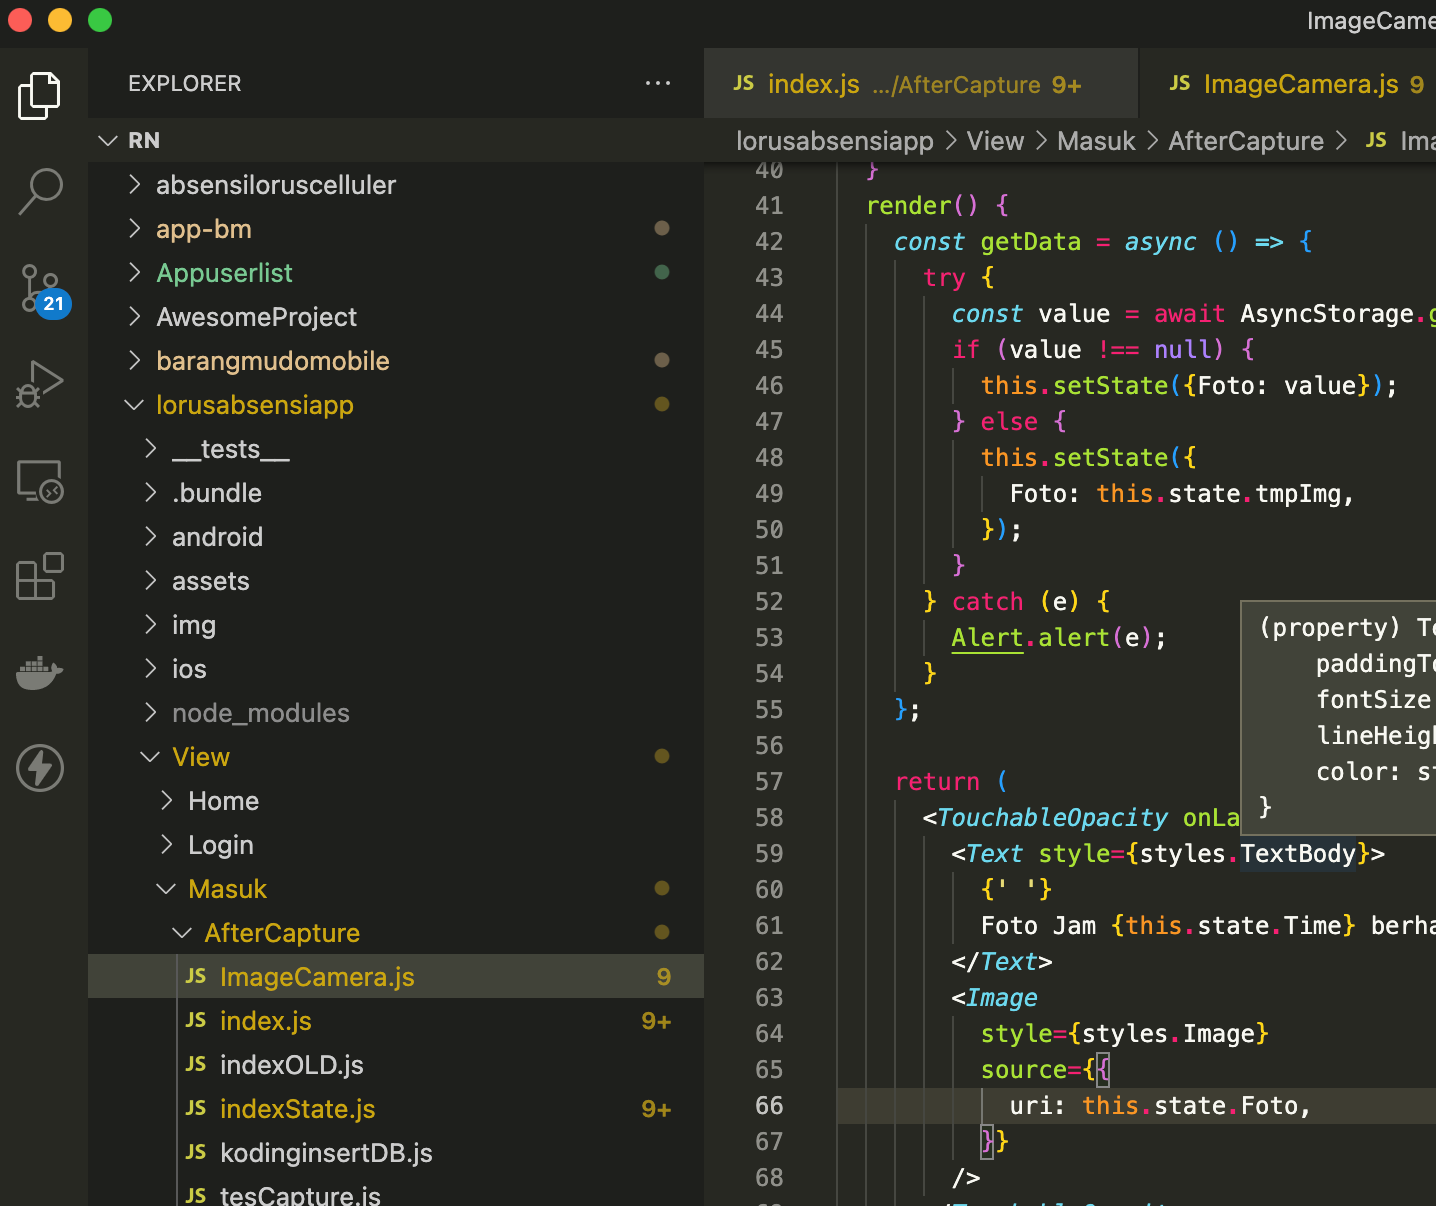 ImageCame
EXPLORER ···
RN
absensiloruscelluler
app-bm
Appuserlist
21
AwesomeProject
barangmudomobile
lorusabsensiapp
__tests__
.bundle
android
assets
img
ios
node_modules
View
Home
Login
Masuk
AfterCapture
JS ImageCamera.js 9
JS index.js 9+
JS indexOLD.js
JS indexState.js 9+
JS kodinginsertDB.js
JS tesCapture.js
JS index.js .../AfterCapture 9+ JS ImageCamera.js 9
lorusabsensiapp > View > Masuk > AfterCapture > JS Ima
40 }
41 render() {
42 const getData = async () => {
43 try {
44 const value = await AsyncStorage.g
45 if (value !== null) {
46 this.setState({Foto: value});
47 } else {
48 this.setState({
49 Foto: this.state.tmpImg,
50 });
51 }
52 } catch (e) {
53 Alert.alert(e);
54 }
55 };
56
57 return (
58 <TouchableOpacity onLa
59 <Text style={styles.TextBody}>
60 {' '}
61 Foto Jam {this.state.Time} berha
62 </Text>
63 <Image
64 style={styles.Image}
65 source={{
66 uri: this.state.Foto,
67 }}
68 />
(property) Te
paddingTo
fontSize
lineHeigh
color: st
}